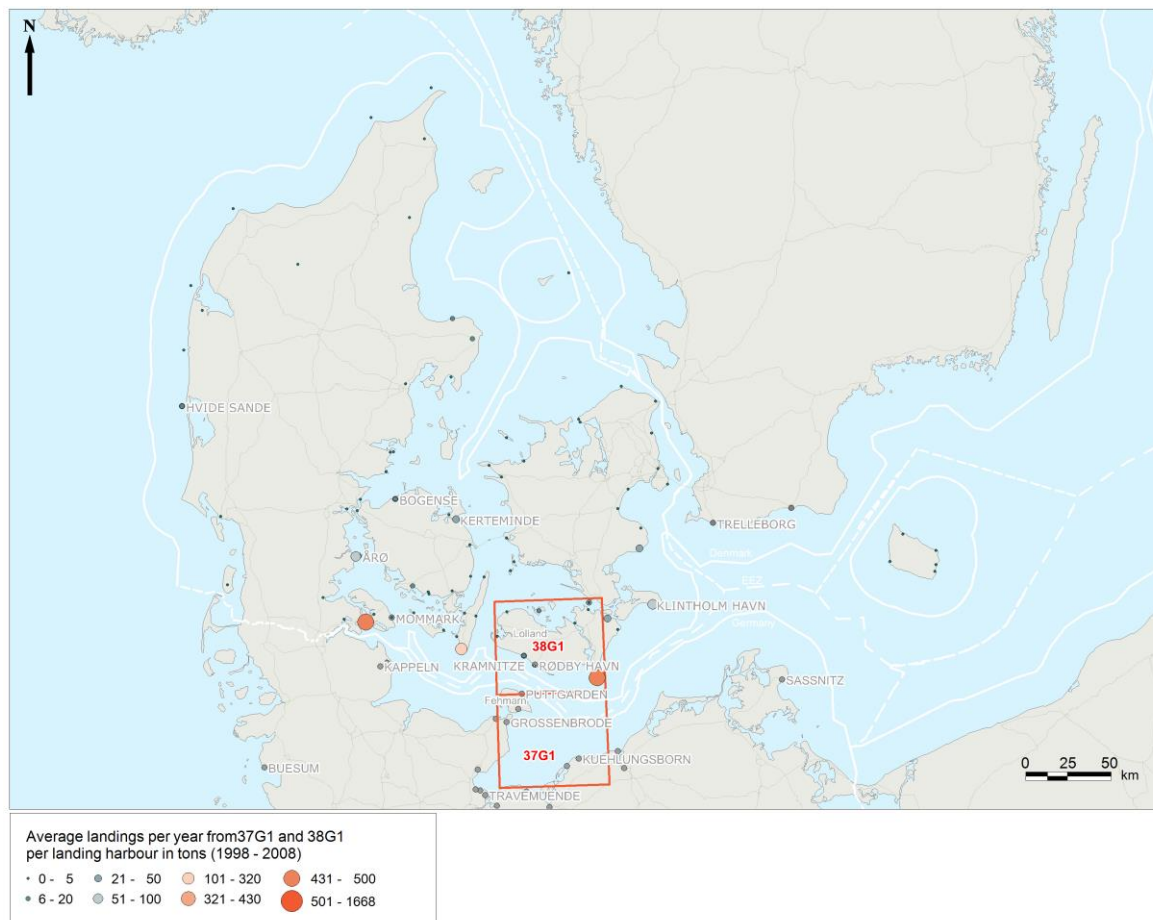 N
HVIDE SANDE
BOGENSE
KERTEMINDE
TRELLEBORG
Denmark
ÅRØ
EEZ
KLINTHOLM HAVN
MOMMARK
Germany
Lolland
38G1
KRAMNITZE
RØDBY HAVN
KAPPELN
SASSNITZ
PUTTGARDEN
Fehmarn
GROSSENBRODE
37G1
KUEHLUNGSBORN
BUESUM
0 25 50
km
TRAVEMUENDE
Average landings per year from37G1 and 38G1
per landing harbour in tons (1998 - 2008)
0 - 5 21 - 50 101 - 320 431 - 500
6 - 20 51 - 100 321 - 430 501 - 1668